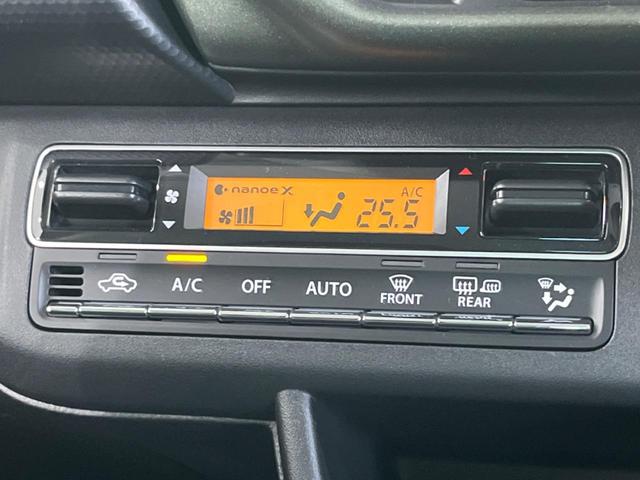 nanoe X
A/C
25.5
A/C
OFF
AUTO
FRONT
REAR